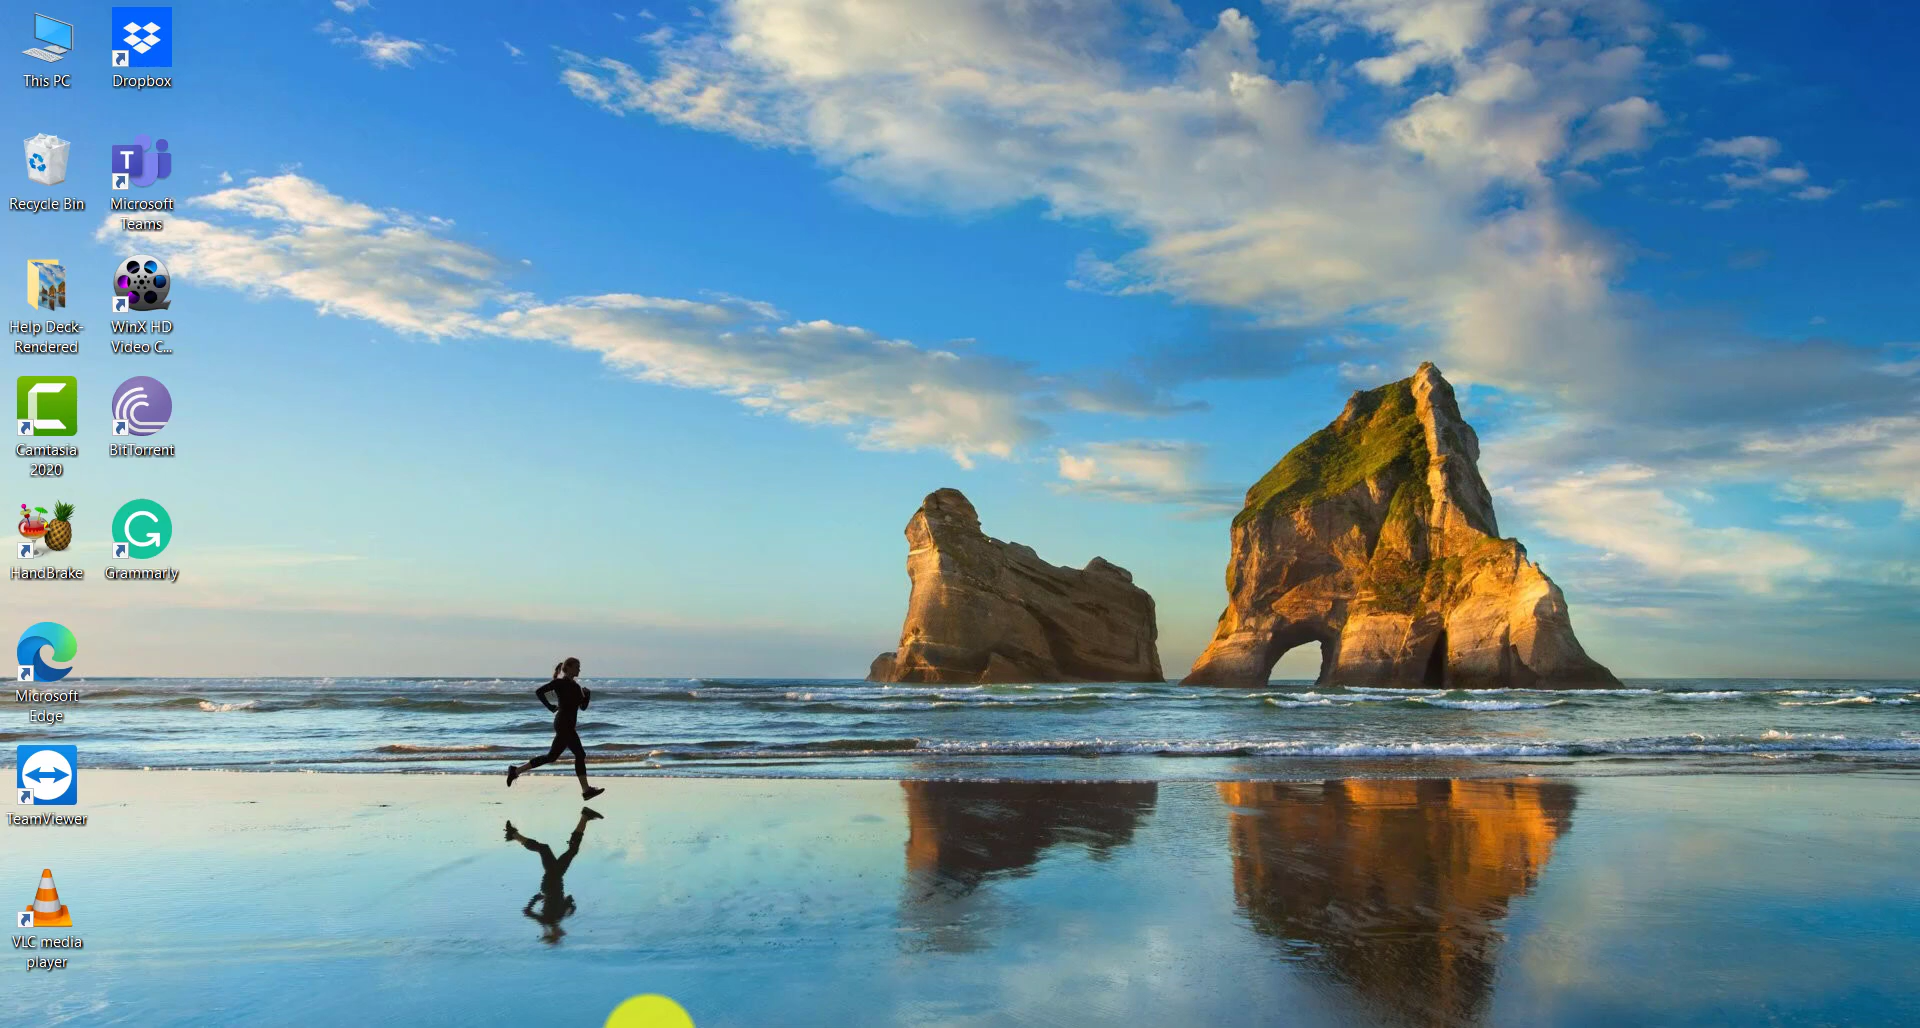 This PC
Dropbox
Recycle Bin
Microsoft
Teams
Help Deck-
Rendered
WinX HD
Video C...
Camtasia
2020
BitTorrent
HandBrake
Grammarly
Microsoft
Edge
TeamViewer
VLC media
player